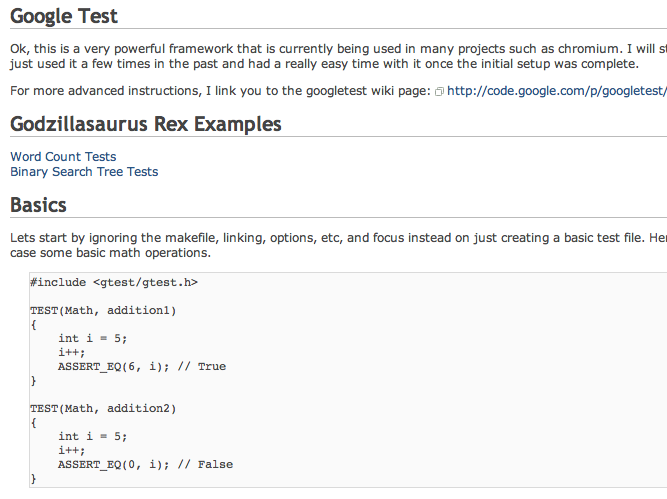 Google Test
Ok, this is a very powerful framework that is currently being used in many projects such as chromium. I will
just used it a few times in the past and had a really easy time with it once the initial setup was complete.
For more advanced instructions, I link you to the googletest wiki page: http://code.google.com/p/googletest/
Godzillasaurus Rex Examples
Word Count Tests
Binary Search Tree Tests
Basics
Lets start by ignoring the makefile, linking, options, etc, and focus instead on just creating a basic test file.
case some basic math operations.
#include <gtest/gtest.h>
TEST(Math, addition1)
{
    int i = 5;
    i++;
    ASSERT_EQ(6, i); // True
}
TEST(Math, addition2)
{
    int i = 5;
    i++;
    ASSERT_EQ(0, i); // False
}